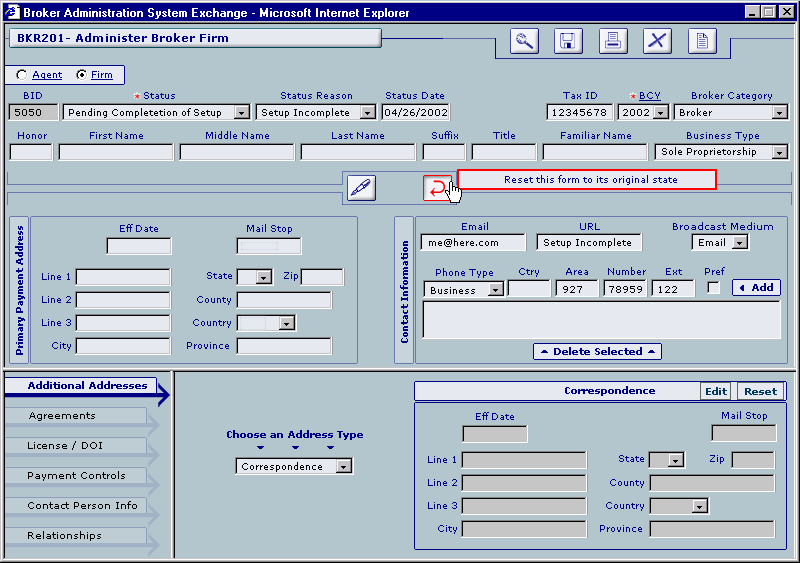 Broker Administration System Exchange - Microsoft Internet Explorer
BKR201- Administer Broker Firm
Agent Firm
BID * Status Status Reason Status Date Tax ID * BCY Broker Category
5050 Pending Completetion of Setup Setup Incomplete 04/26/2002 12345678 2002 Broker
Honor First Name Middle Name Last Name Suffix Title Familiar Name Business Type
Sole Proprietorship
Reset this form to its original state
Primary Payment Address
Eff Date Mail Stop
Line 1 State Zip
Line 2 County
Line 3 Country
City Province
Contact Information
Email URL Broadcast Medium
me@here.com Setup Incomplete Email
Phone Type Ctry Area Number Ext Pref
Business 927 78959 122 Add
Delete Selected
Additional Addresses
Agreements
License / DOI
Payment Controls
Contact Person Info
Relationships
Choose an Address Type
Correspondence
Correspondence Edit Reset
Eff Date Mail Stop
Line 1 State Zip
Line 2 County
Line 3 Country
City Province